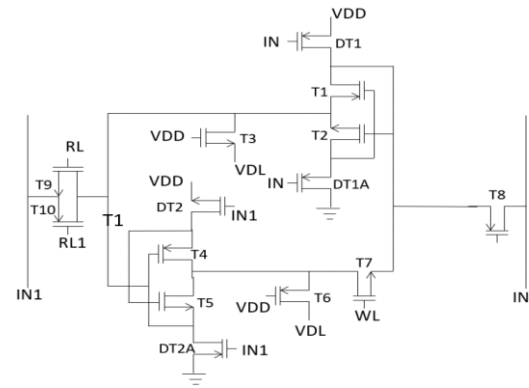 VDD
IN
DT1
T1
VDD
T3
T2
VDL
RL
IN
DT1A
VDD
T9
T10
T1
DT2
IN1
T8
RL1
T4
T7
IN1
T5
VDD
T6
WL
IN
VDL
DT2A
IN1